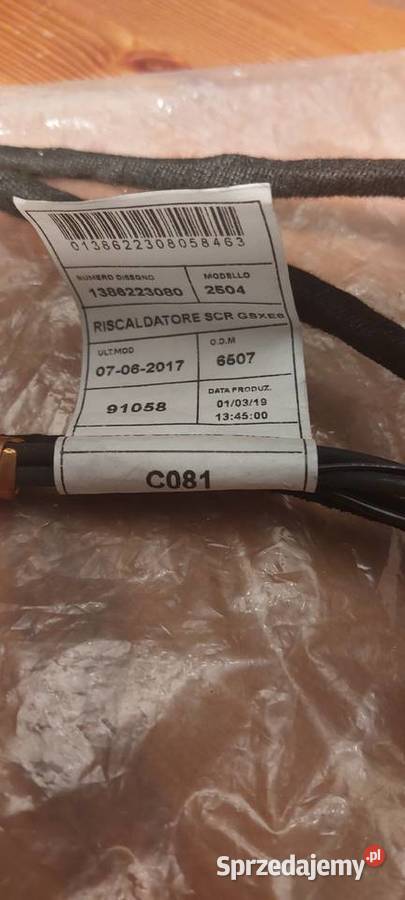 0138622308058463
NUMERO DISEGNO MODELLO
1386223080 2504
RISCALDATORE SCR GSXE6
ULT.MOD O.D.M
07-06-2017 6507
91058 DATA PRODUZ.
01/03/19
13:45:00
C081
Sprzedajemy.pl